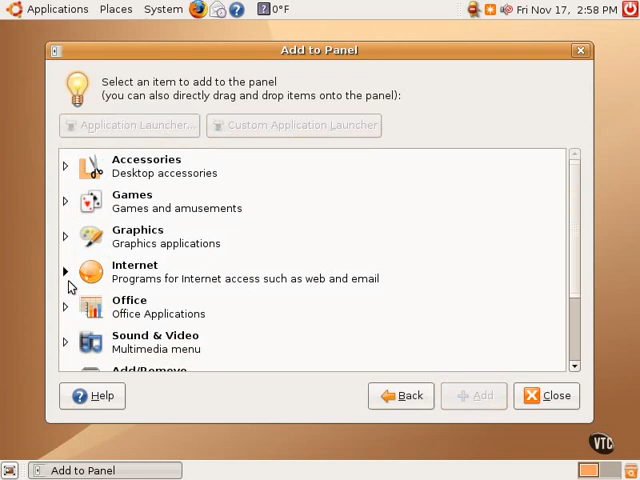 Applications Places System 0°F Fri Nov 17, 2:58 PM
Add to Panel
Select an item to add to the panel
(you can also directly drag and drop items onto the panel):
Application Launcher... Custom Application Launcher
Accessories
Desktop accessories
Games
Games and amusements
Graphics
Graphics applications
Internet
Programs for Internet access such as web and email
Office
Office Applications
Sound & Video
Multimedia menu
Add/Remove
Help Back Add Close
VTC
Add to Panel